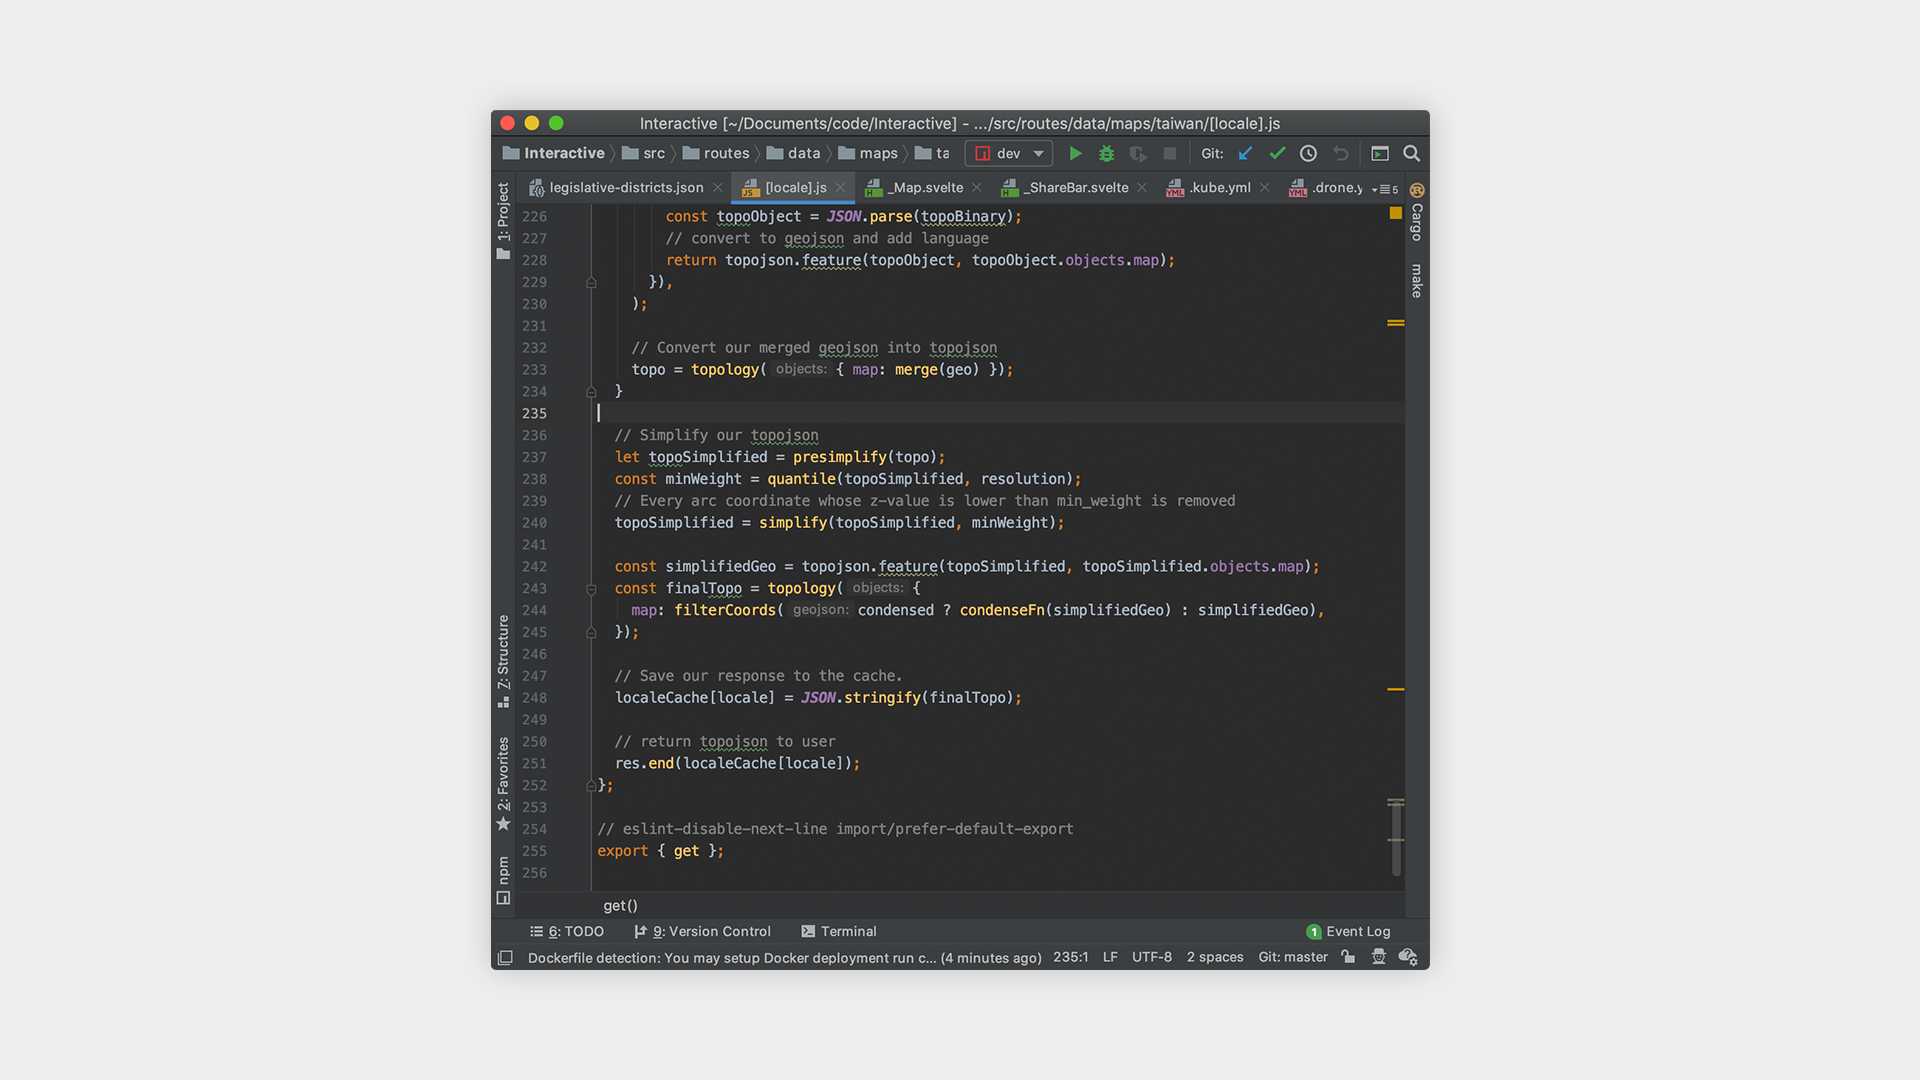 Interactive [~/Documents/code/Interactive] - .../src/routes/data/maps/taiwan/[locale].js
Interactive src routes data maps ta dev Git:
legislative-districts.json [locale].js _Map.svelte _ShareBar.svelte .kube.yml .drone.y 5
1: Project
7: Structure
2: Favorites
npm
226 const topoObject = JSON.parse(topoBinary);
227 // convert to geojson and add language
228 return topojson.feature(topoObject, topoObject.objects.map);
229 }),
230 );
231
232 // Convert our merged geojson into topojson
233 topo = topology( objects: { map: merge(geo) });
234 }
235
236 // Simplify our topojson
237 let topoSimplified = presimplify(topo);
238 const minWeight = quantile(topoSimplified, resolution);
239 // Every arc coordinate whose z-value is lower than min_weight is removed
240 topoSimplified = simplify(topoSimplified, minWeight);
241
242 const simplifiedGeo = topojson.feature(topoSimplified, topoSimplified.objects.map);
243 const finalTopo = topology( objects: {
244 map: filterCoords( geojson: condensed ? condenseFn(simplifiedGeo) : simplifiedGeo),
245 });
246
247 // Save our response to the cache.
248 localeCache[locale] = JSON.stringify(finalTopo);
249
250 // return topojson to user
251 res.end(localeCache[locale]);
252 };
253
254 // eslint-disable-next-line import/prefer-default-export
255 export { get };
256
Cargo
make
get()
6: TODO 9: Version Control Terminal 1 Event Log
Dockerfile detection: You may setup Docker deployment run c... (4 minutes ago) 235:1 LF UTF-8 2 spaces Git: master